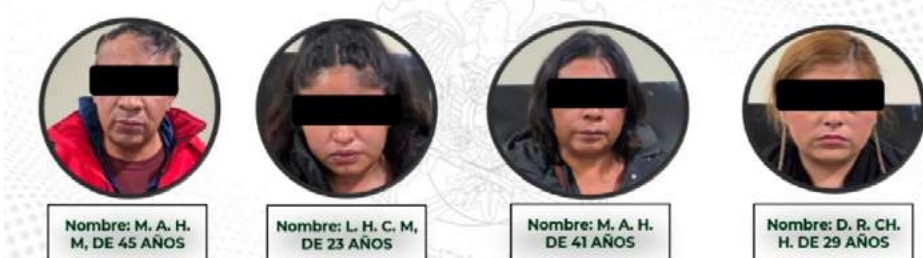 Nombre: M. A. H.
M, DE 45 AÑOS
Nombre: L. H. C. M,
DE 23 AÑOS
Nombre: M. A. H.
DE 41 AÑOS
Nombre: D. R. CH.
H. DE 29 AÑOS